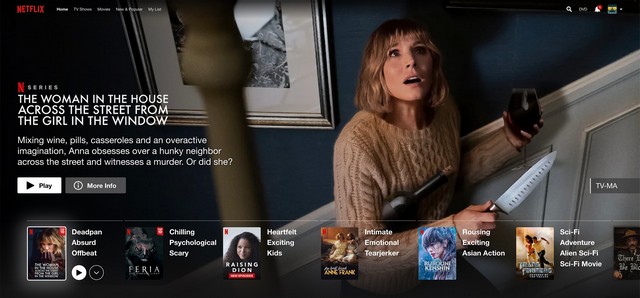 NETFLIX
Home TV Shows Movies New & Popular My List
DVD
N SERIES
THE WOMAN IN THE HOUSE
ACROSS THE STREET FROM
THE GIRL IN THE WINDOW
Mixing wine, pills, casseroles and an overactive
imagination, Anna obsesses over a hunky neighbor
across the street and witnesses a murder. Or did she?
Play
More Info
TV-MA
Deadpan
Absurd
Offbeat
FERIA
Chilling
Psychological
Scary
RAISING
DION
Heartfelt
Exciting
Kids
ANNE FRANK
Intimate
Emotional
Tearjerker
RUROUNI
KENSHIN
Rousing
Exciting
Asian Action
TRANSFORMERS
Sci-Fi
Adventure
Alien Sci-Fi
Sci-Fi Movie